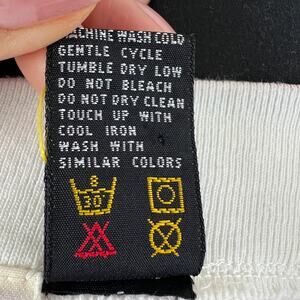 MACHINE WASH COLD
GENTLE CYCLE
TUMBLE DRY LOW
DO NOT BLEACH
DO NOT DRY CLEAN
TOUCH UP WITH
COOL IRON
WASH WITH
SIMILAR COLORS
8
30°